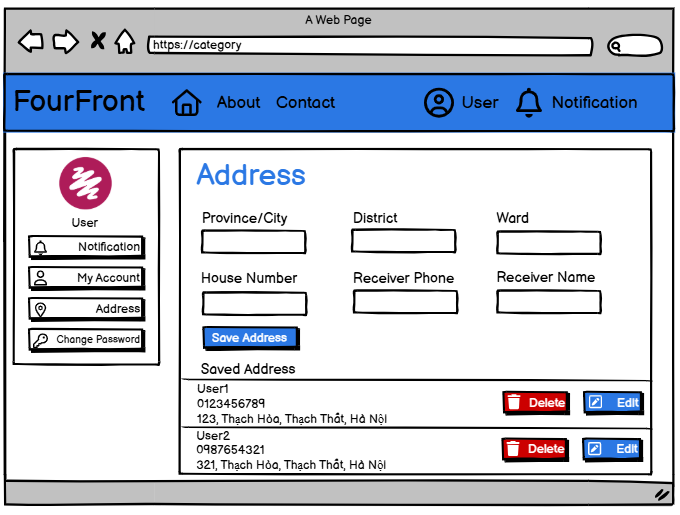 A Web Page
https://category
FourFront
About
Contact
User
Notification
User
Notification
My Account
Address
Change Password
Address
Province/City
District
Ward
House Number
Receiver Phone
Receiver Name
Save Address
Saved Address
User1
0123456789
123, Thạch Hòa, Thạch Thất, Hà Nội
Delete
Edit
User2
0987654321
321, Thạch Hòa, Thạch Thất, Hà Nội
Delete
Edit